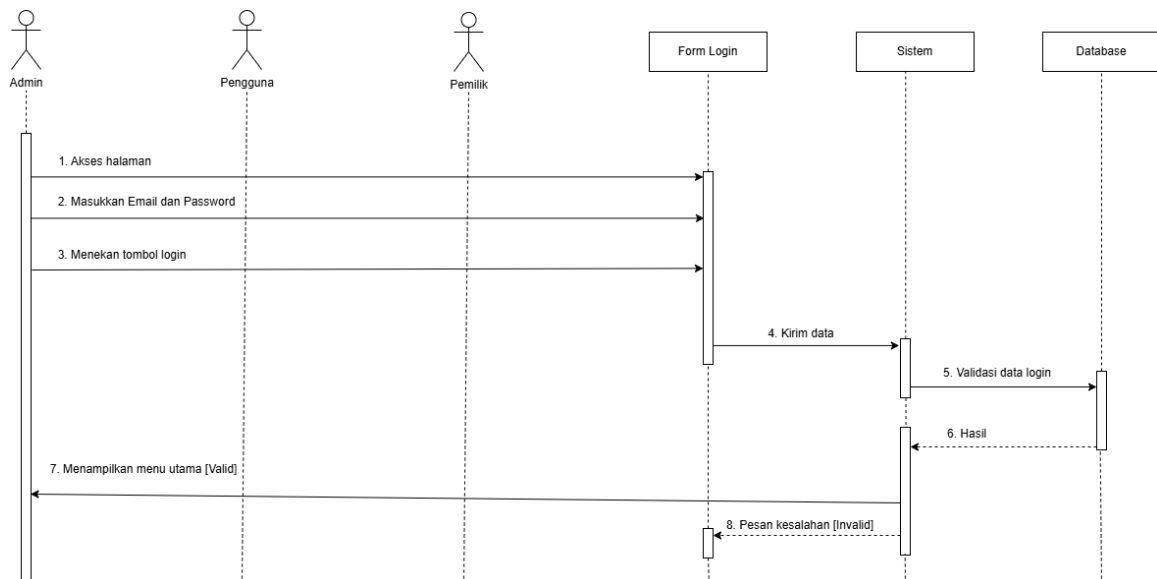 Admin
Pengguna
Pemilik
Form Login
Sistem
Database
1. Akses halaman
2. Masukkan Email dan Password
3. Menekan tombol login
4. Kirim data
5. Validasi data login
6. Hasil
7. Menampilkan menu utama [Valid]
8. Pesan kesalahan [Invalid]